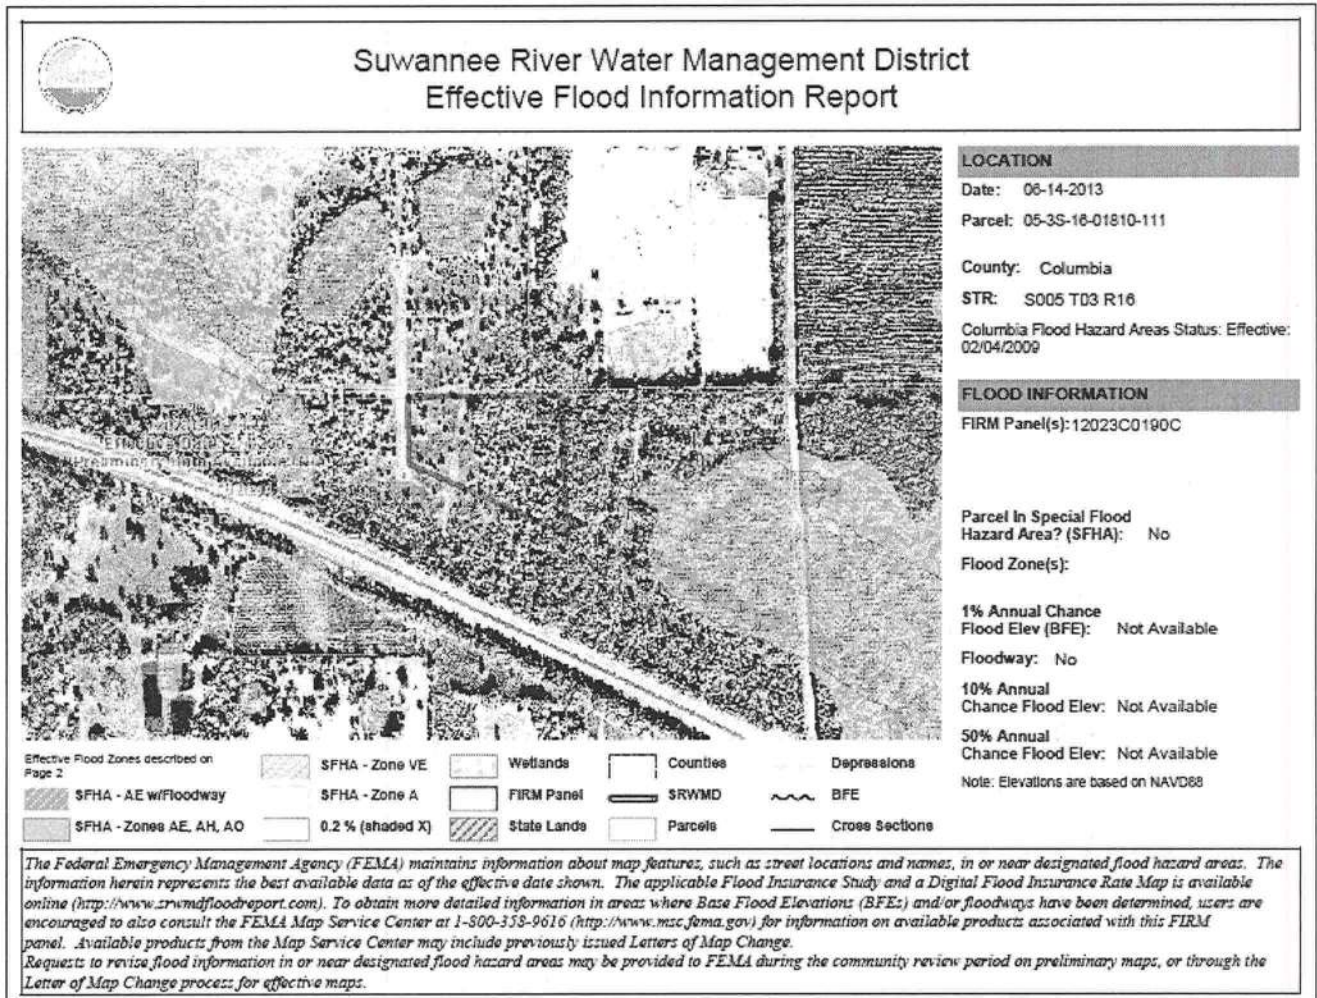 Suwannee River Water Management District
Effective Flood Information Report
LOCATION
Date: 06-14-2013
Parcel: 05-3S-16-01810-111
County: Columbia
STR: S005 T03 R16
Columbia Flood Hazard Areas Status: Effective:
02/04/2009
FLOOD INFORMATION
FIRM Panel(s): 12023C0190C
Parcel In Special Flood
Hazard Area? (SFHA): No
Flood Zone(s):
1% Annual Chance
Flood Elev (BFE): Not Available
Floodway: No
10% Annual
Chance Flood Elev: Not Available
50% Annual
Chance Flood Elev: Not Available
Note: Elevations are based on NAVD88
Effective Flood Zones described on
Page 2
SFHA - AE w/Floodway
SFHA - Zones AE, AH, AO
SFHA - Zone VE
SFHA - Zone A
0.2 % (shaded X)
Wetlands
FIRM Panel
State Lands
Counties
SRWMD
Parcels
Depressions
BFE
Cross Sections
The Federal Emergency Management Agency (FEMA) maintains information about map features, such as street locations and names, in or near designated flood hazard areas. The
information herein represents the best available data as of the effective date shown. The applicable Flood Insurance Study and a Digital Flood Insurance Rate Map is available
online (http://www.srwmdfloodreport.com). To obtain more detailed information in areas where Base Flood Elevations (BFEs) and/or floodways have been determined, users are
encouraged to also consult the FEMA Map Service Center at 1-800-358-9616 (http://www.msc.fema.gov) for information on available products associated with this FIRM
panel. Available products from the Map Service Center may include previously issued Letters of Map Change.
Requests to revise flood information in or near designated flood hazard areas may be provided to FEMA during the community review period on preliminary maps, or through the
Letter of Map Change process for effective maps.